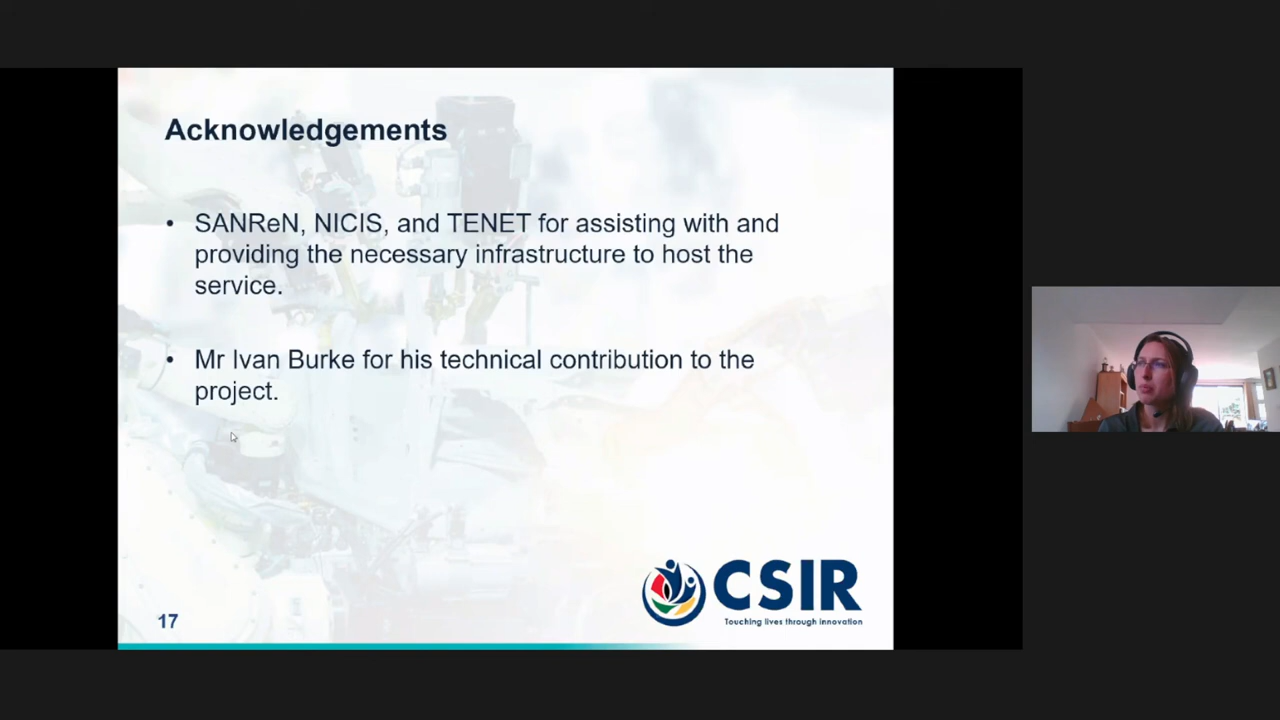 Acknowledgements
• SANReN, NICIS, and TENET for assisting with and
providing the necessary infrastructure to host the
service.
• Mr Ivan Burke for his technical contribution to the
project.
CSIR
Touching lives through innovation
17